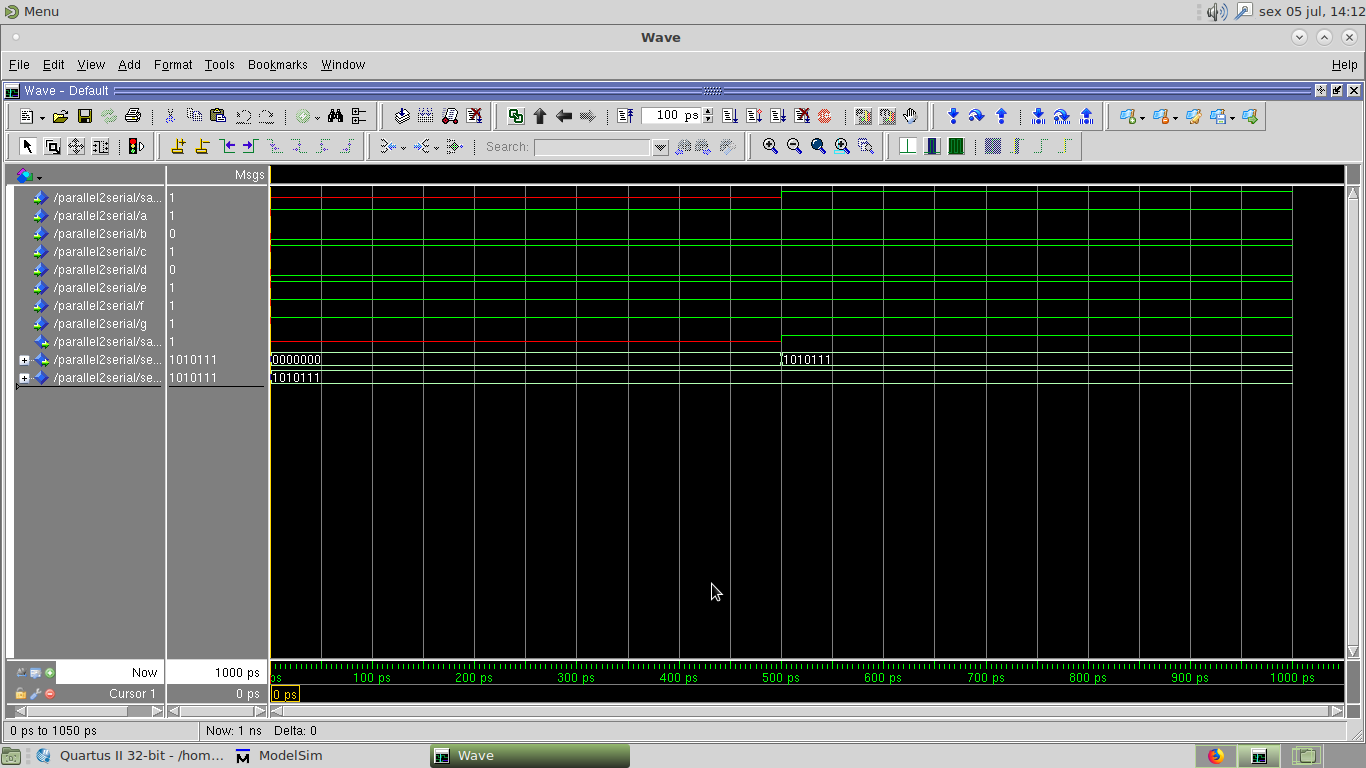 Menu
sex 05 jul, 14:12
Wave
File Edit View Add Format Tools Bookmarks Window Help
Wave - Default
100 ps
Search:
Msgs
/parallel2serial/sa... 1
/parallel2serial/a 1
/parallel2serial/b 0
/parallel2serial/c 1
/parallel2serial/d 0
/parallel2serial/e 1
/parallel2serial/f 1
/parallel2serial/g 1
/parallel2serial/sa... 1
/parallel2serial/se... 1010111 0000000 1010111
/parallel2serial/se... 1010111 1010111
Now 1000 ps
ps 100 ps 200 ps 300 ps 400 ps 500 ps 600 ps 700 ps 800 ps 900 ps 1000 ps
Cursor 1 0 ps 0 ps
0 ps to 1050 ps Now: 1 ns Delta: 0
Quartus II 32-bit - /hom... ModelSim Wave